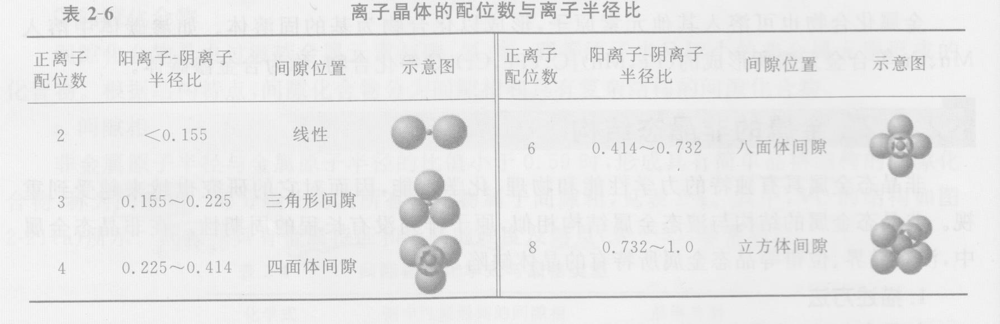 表 2-6 离子晶体的配位数与离子半径比
正离子 阳离子-阴离子 间隙位置 示意图
配位数 半径比
2 <0.155 线性
3 0.155～0.225 三角形间隙
4 0.225～0.414 四面体间隙
正离子 阳离子-阴离子 间隙位置 示意图
配位数 半径比
6 0.414～0.732 八面体间隙
8 0.732～1.0 立方体间隙